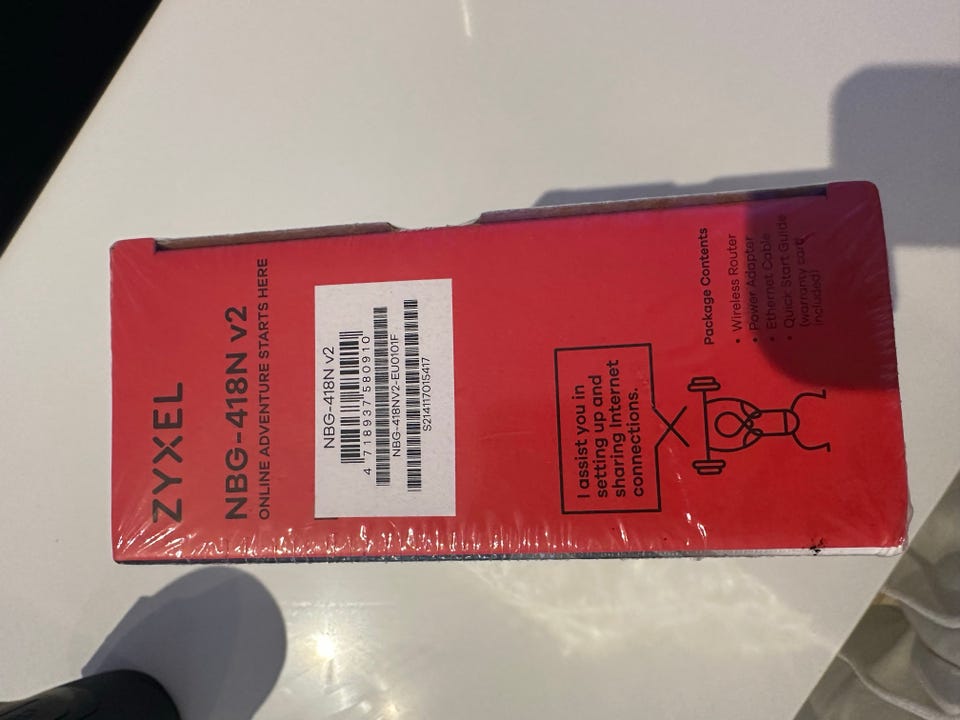 ZYXEL
NBG-418N v2
ONLINE ADVENTURE STARTS HERE
NBG-418N v2
4 718937 580910
NBG-418NV2-EU0101F
S214117015417
I assist you in
setting up and
sharing Internet
connections.
Package Contents
• Wireless Router
• Power Adapter
• Ethernet Cable
• Quick Start Guide
(warranty card
included)